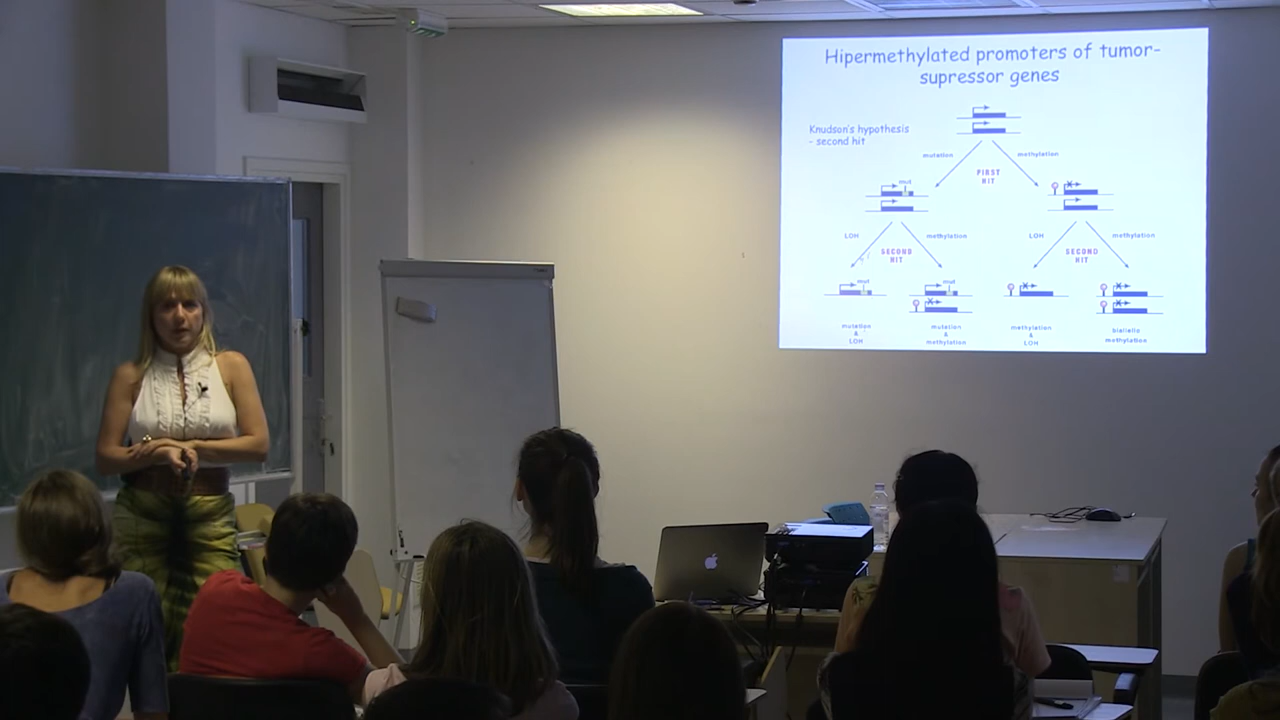 Hipermethylated promoters of tumor-
supressor genes
Knudson's hypothesis
- second hit
mutation
methylation
FIRST
HIT
mut
LOH
methylation
LOH
methylation
SECOND
HIT
SECOND
HIT
mut
mut
mutation
&
LOH
mutation
&
methylation
methylation
&
LOH
biallelic
methylation